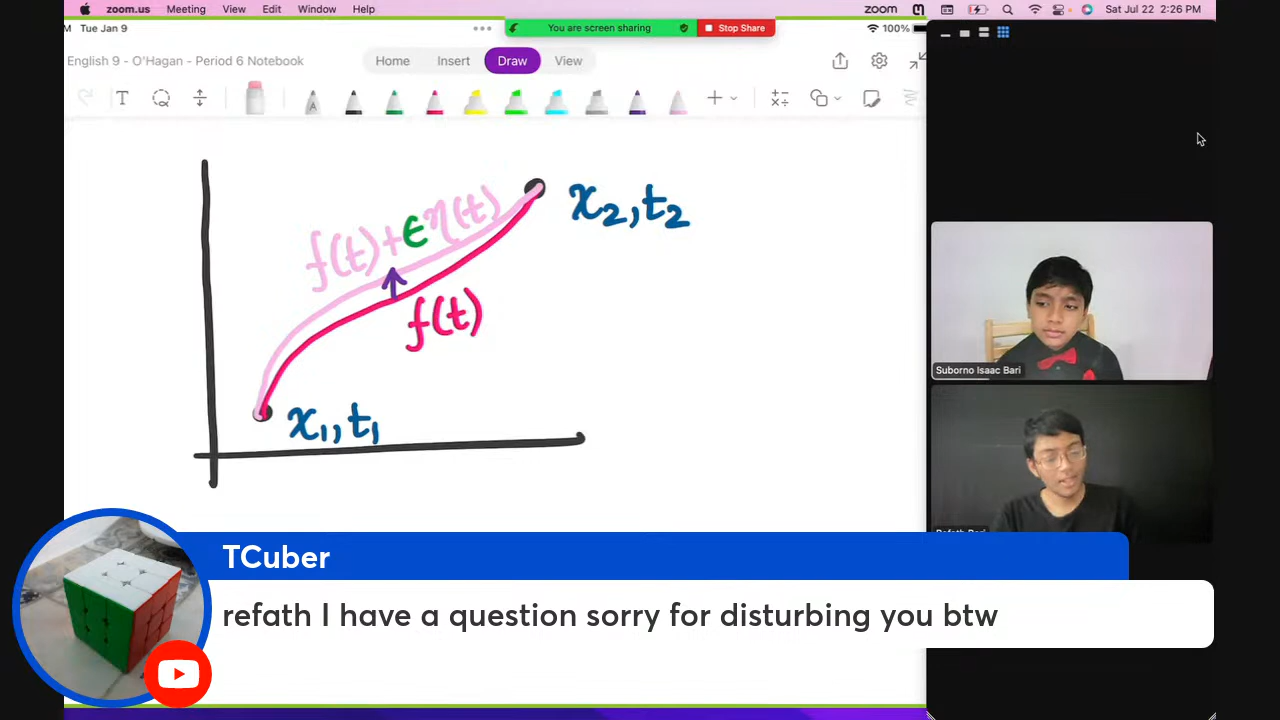 zoom.us Meeting View Edit Window Help
zoom
Sat Jul 22 2:26 PM
M Tue Jan 9
You are screen sharing
Stop Share
100%
English 9 - O'Hagan - Period 6 Notebook
Home Insert Draw View
T
A
f(t)+ϵη(t)
x₂,t₂
f(t)
x₁,t₁
Suborno Isaac Bari
Refath Bari
TCuber
refath I have a question sorry for disturbing you btw